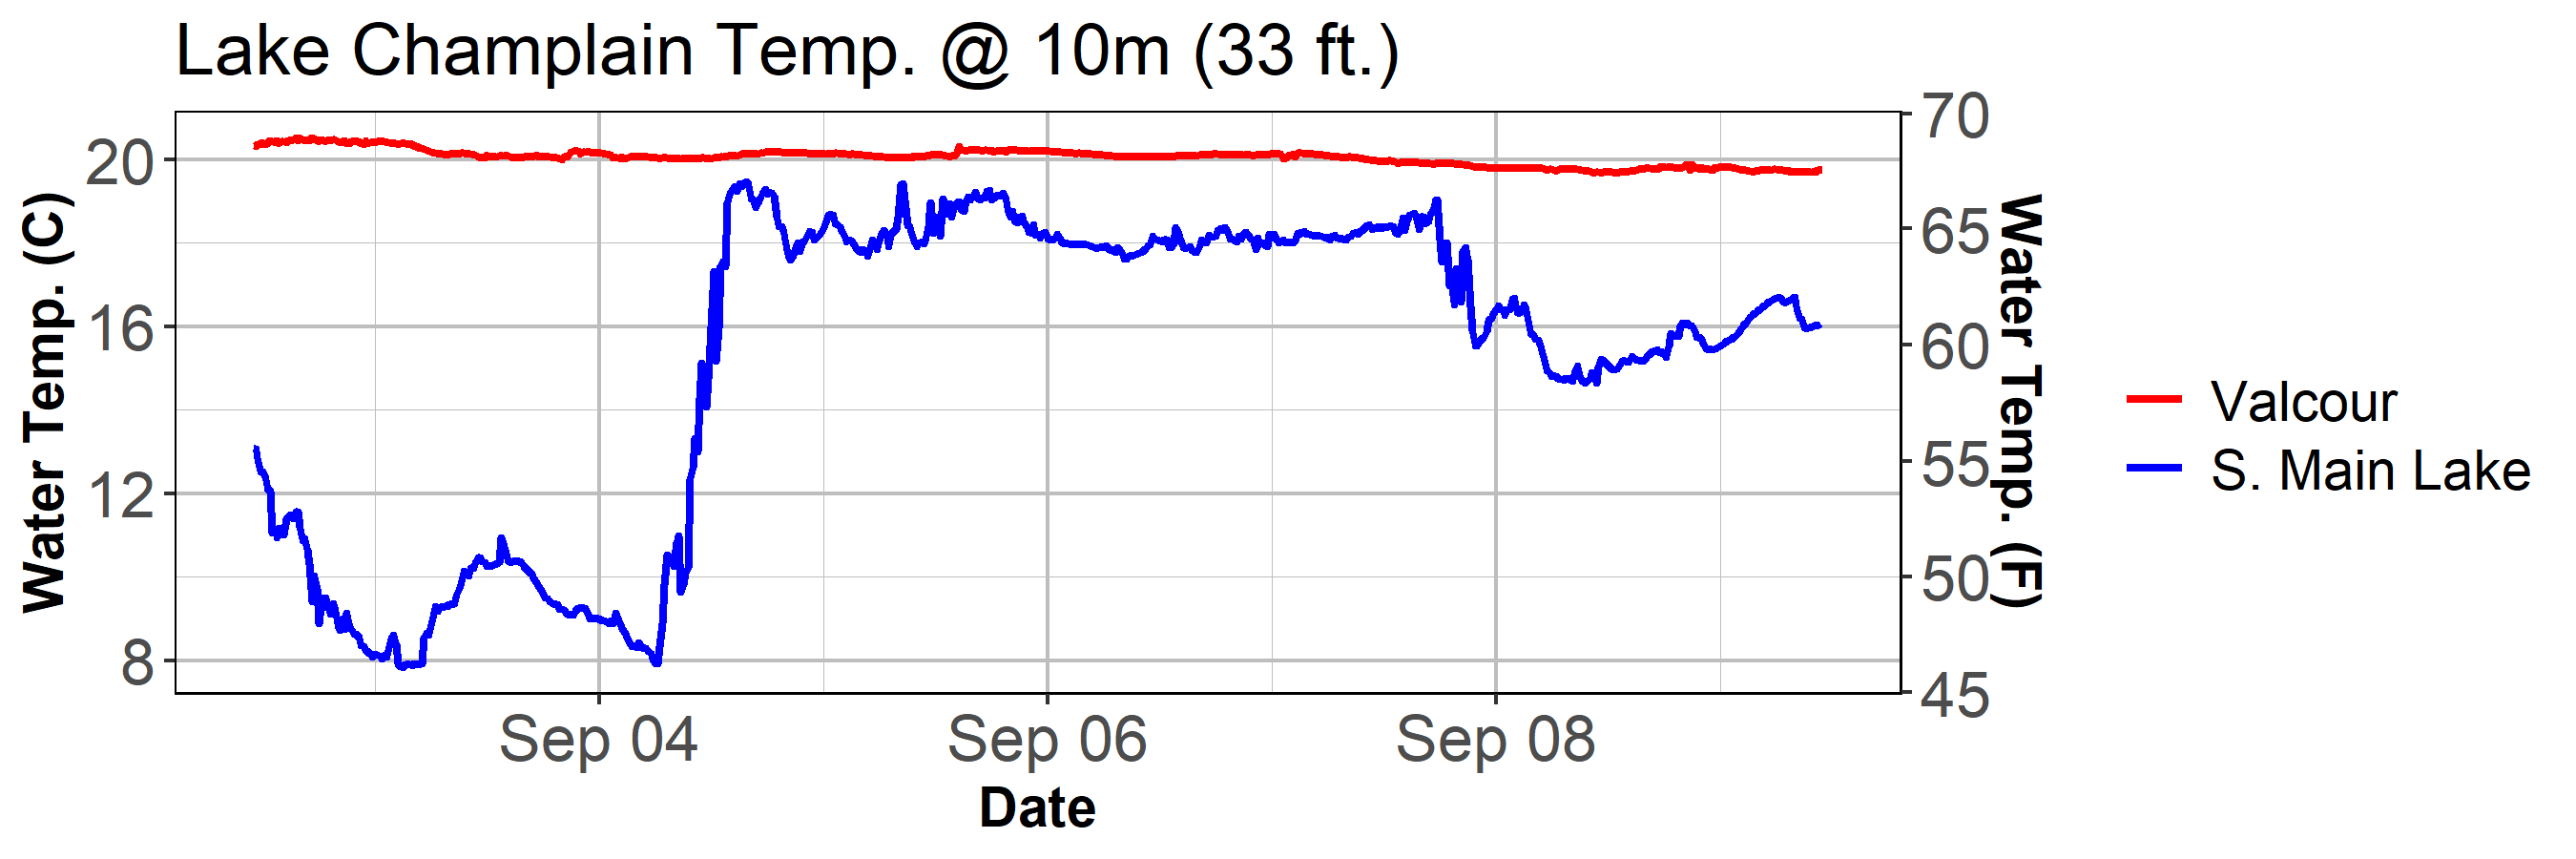 Lake Champlain Temp. @ 10m (33 ft.)
Water Temp. (C)
20
16
12
8
70
65
60
55
50
45
Water Temp. (F)
Sep 04
Sep 06
Sep 08
Date
Valcour
S. Main Lake